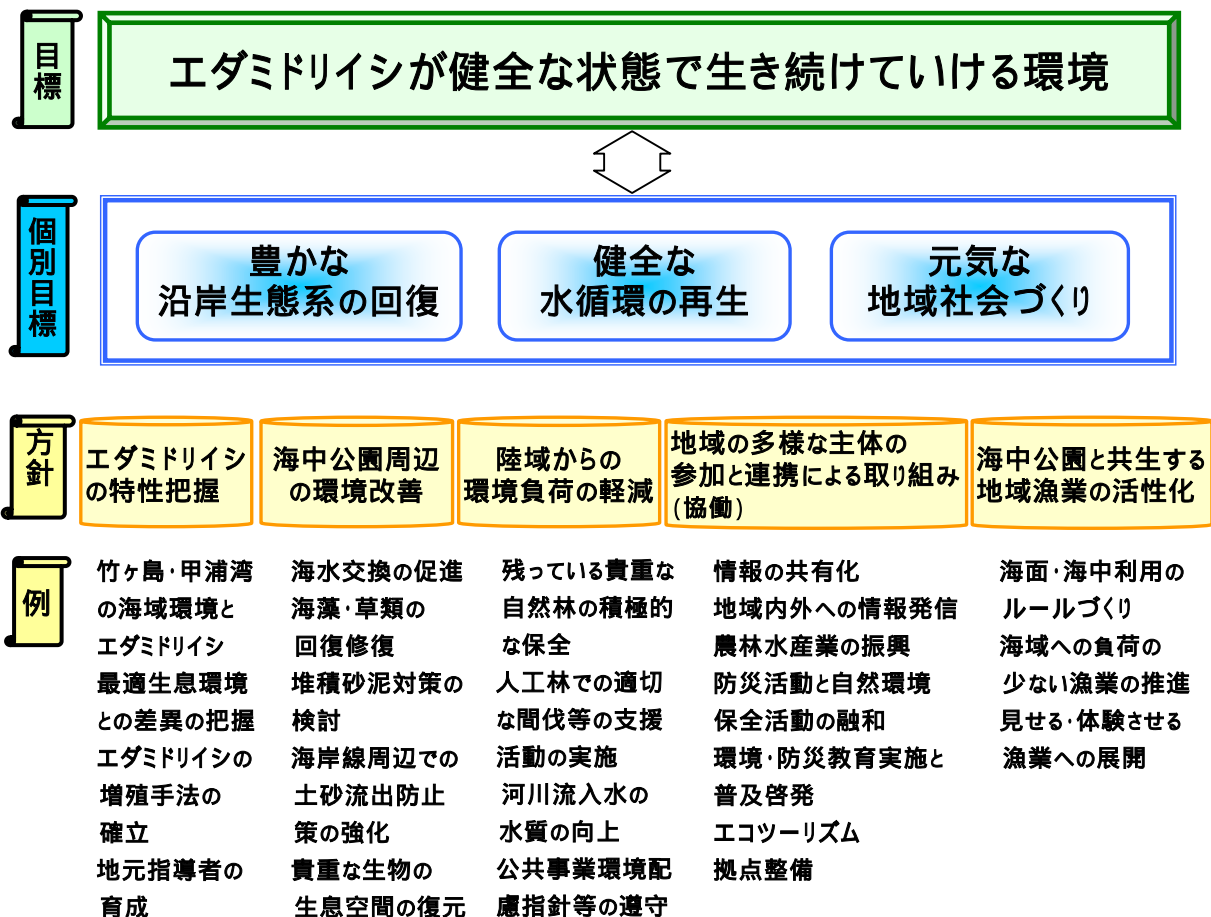 目標
エダミドリイシが健全な状態で生き続けていける環境
個別目標
豊かな
沿岸生態系の回復
健全な
水循環の再生
元気な
地域社会づくり
方針
エダミドリイシ
の特性把握
海中公園周辺
の環境改善
陸域からの
環境負荷の軽減
地域の多様な主体の
参加と連携による取り組み
(協働)
海中公園と共生する
地域漁業の活性化
例
竹ヶ島・甲浦湾
の海域環境と
エダミドリイシ
最適生息環境
との差異の把握
エダミドリイシの
増殖手法の
確立
地元指導者の
育成
海水交換の促進
海藻・草類の
回復修復
堆積砂泥対策の
検討
海岸線周辺での
土砂流出防止
策の強化
貴重な生物の
生息空間の復元
残っている貴重な
自然林の積極的
な保全
人工林での適切
な間伐等の支援
活動の実施
河川流入水の
水質の向上
公共事業環境配
慮指針等の遵守
情報の共有化
地域内外への情報発信
農林水産業の振興
防災活動と自然環境
保全活動の融和
環境・防災教育実施と
普及啓発
エコツーリズム
拠点整備
海面・海中利用の
ルールづくり
海域への負荷の
少ない漁業の推進
見せる・体験させる
漁業への展開